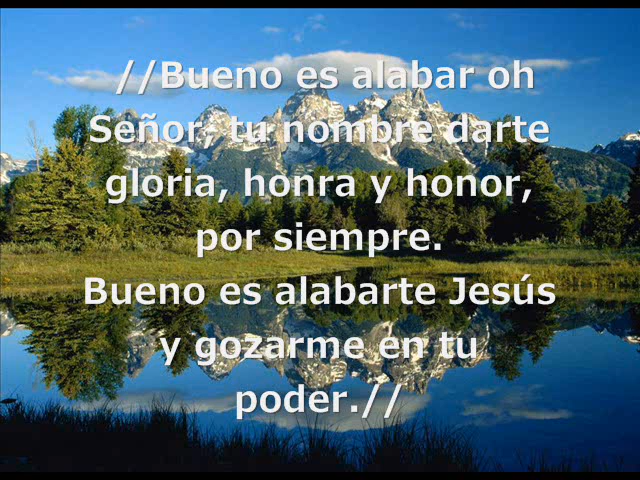 //Bueno es alabar oh
Señor, tu nombre darte
gloria, honra y honor,
por siempre.
Bueno es alabarte Jesús
y gozarme en tu
poder.//